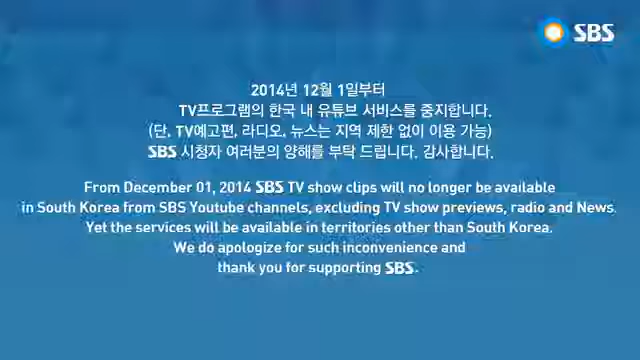 SBS
2014년 12월 1일부터
TV프로그램의 한국 내 유튜브 서비스를 중지합니다.
(단, TV예고편, 라디오, 뉴스는 지역 제한 없이 이용 가능)
SBS 시청자 여러분의 양해를 부탁 드립니다. 감사합니다.
From December 01, 2014 SBS TV show clips will no longer be available
in South Korea from SBS Youtube channels, excluding TV show previews, radio and News.
Yet the services will be available in territories other than South Korea.
We do apologize for such inconvenience and
thank you for supporting SBS.